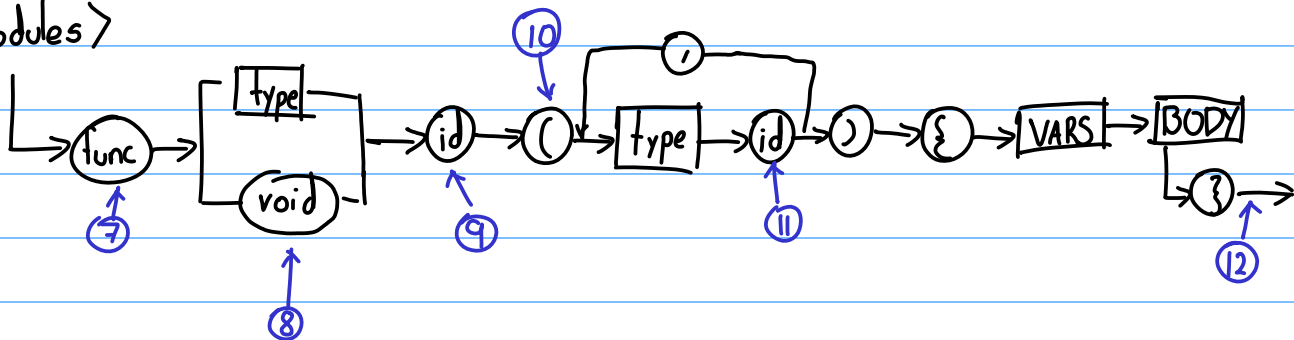 odules>
10
,
type
func
id
(
type
id
)
{
VARS
BODY
void
}
7
9
11
12
8